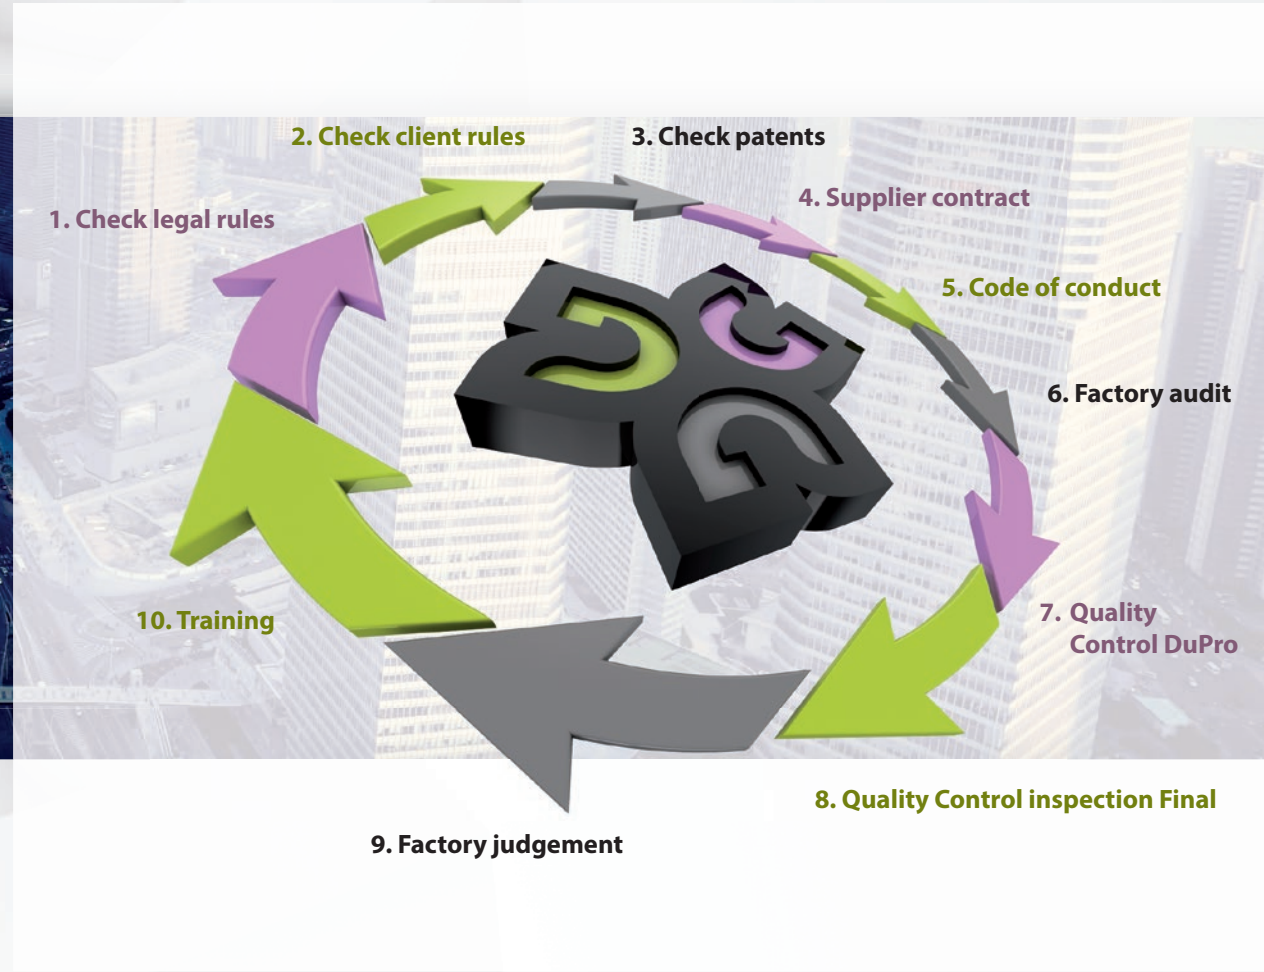 1. Check legal rules
2. Check client rules
3. Check patents
4. Supplier contract
5. Code of conduct
6. Factory audit
7. Quality
Control DuPro
8. Quality Control inspection Final
9. Factory judgement
10. Training